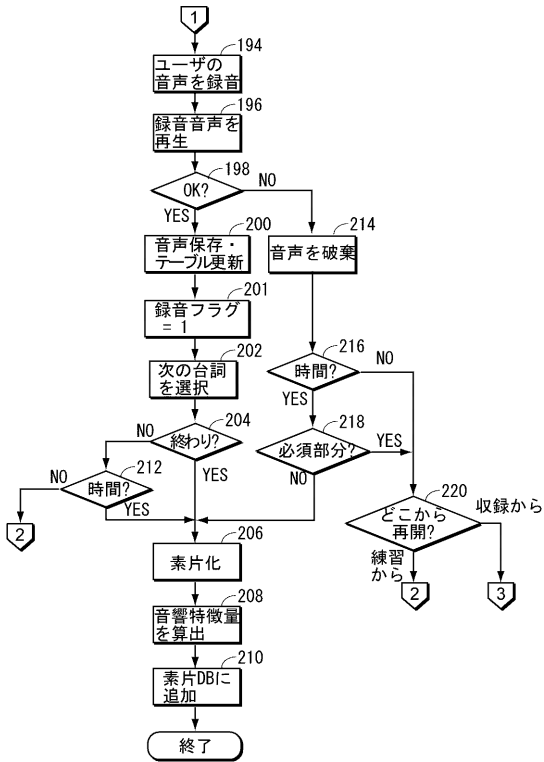 1
194
ユーザの
音声を録音
196
録音音声を
再生
198
OK?
NO
YES
200
音声保存・
テーブル更新
214
音声を破棄
201
録音フラグ
= 1
202
次の台詞
を選択
216
時間?
NO
YES
204
終わり?
NO
YES
218
必須部分?
YES
NO
212
時間?
NO
YES
2
220
どこから
再開?
収録から
練習
から
2
3
206
素片化
208
音響特徴量
を算出
210
素片DBに
追加
終了